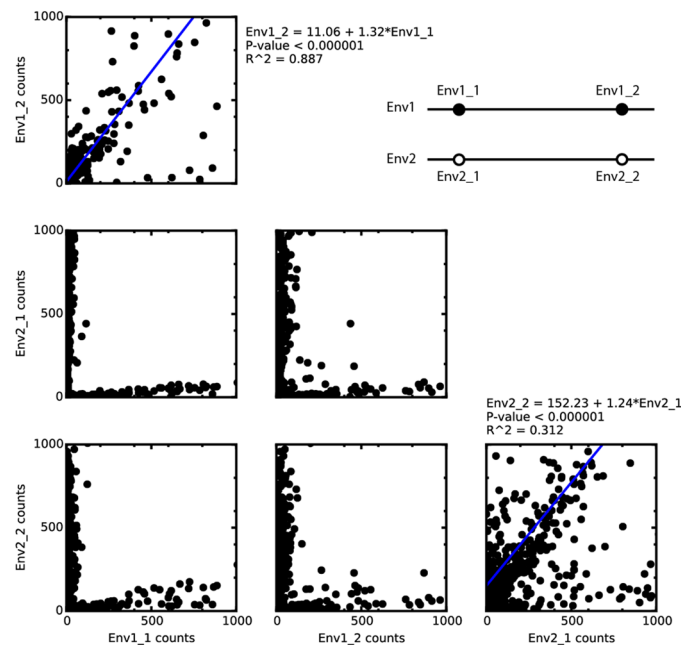 Env1_2 = 11.06 + 1.32*Env1_1
P-value < 0.000001
R^2 = 0.887
1000
500
0
Env1_2 counts
Env1_1 Env1_2
Env1
Env2
Env2_1 Env2_2
1000
500
0
Env2_1 counts
Env2_2 = 152.23 + 1.24*Env2_1
P-value < 0.000001
R^2 = 0.312
1000
500
0
Env2_2 counts
0 500 1000 0 500 1000 0 500 1000
Env1_1 counts Env1_2 counts Env2_1 counts